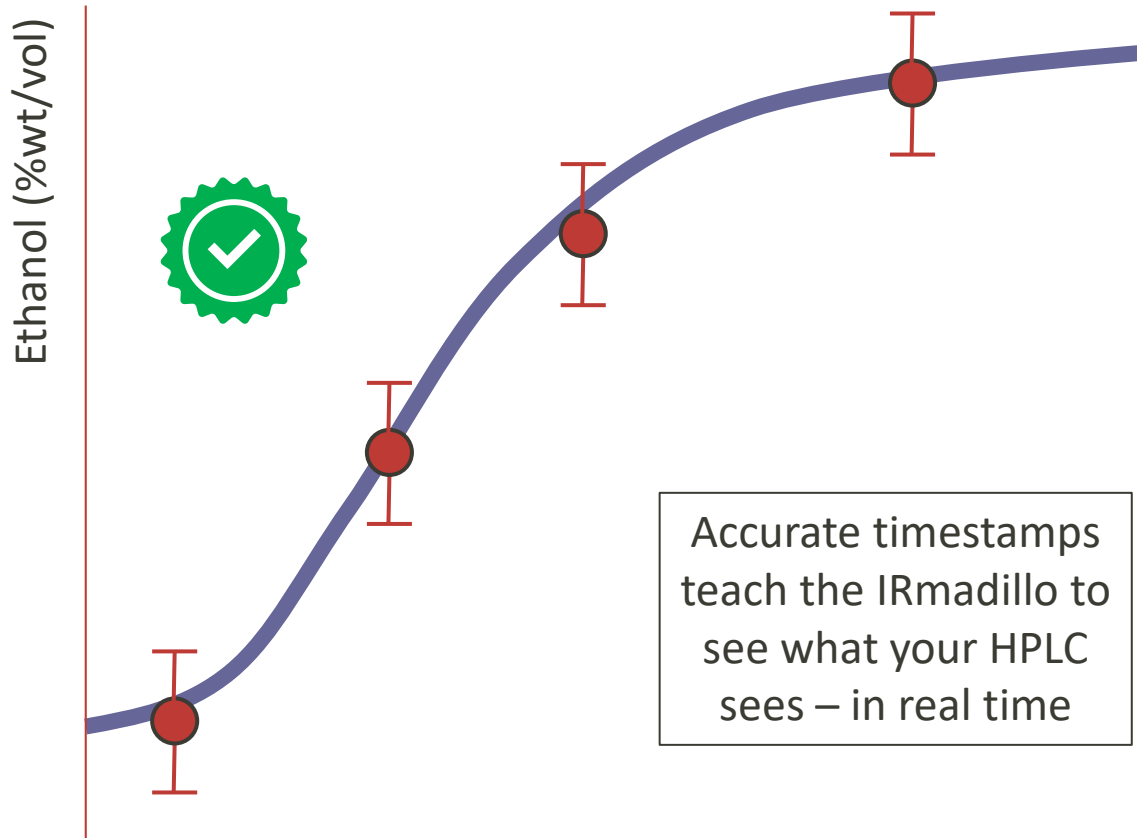 Ethanol (%wt/vol)
Accurate timestamps
teach the IRmadillo to
see what your HPLC
sees – in real time